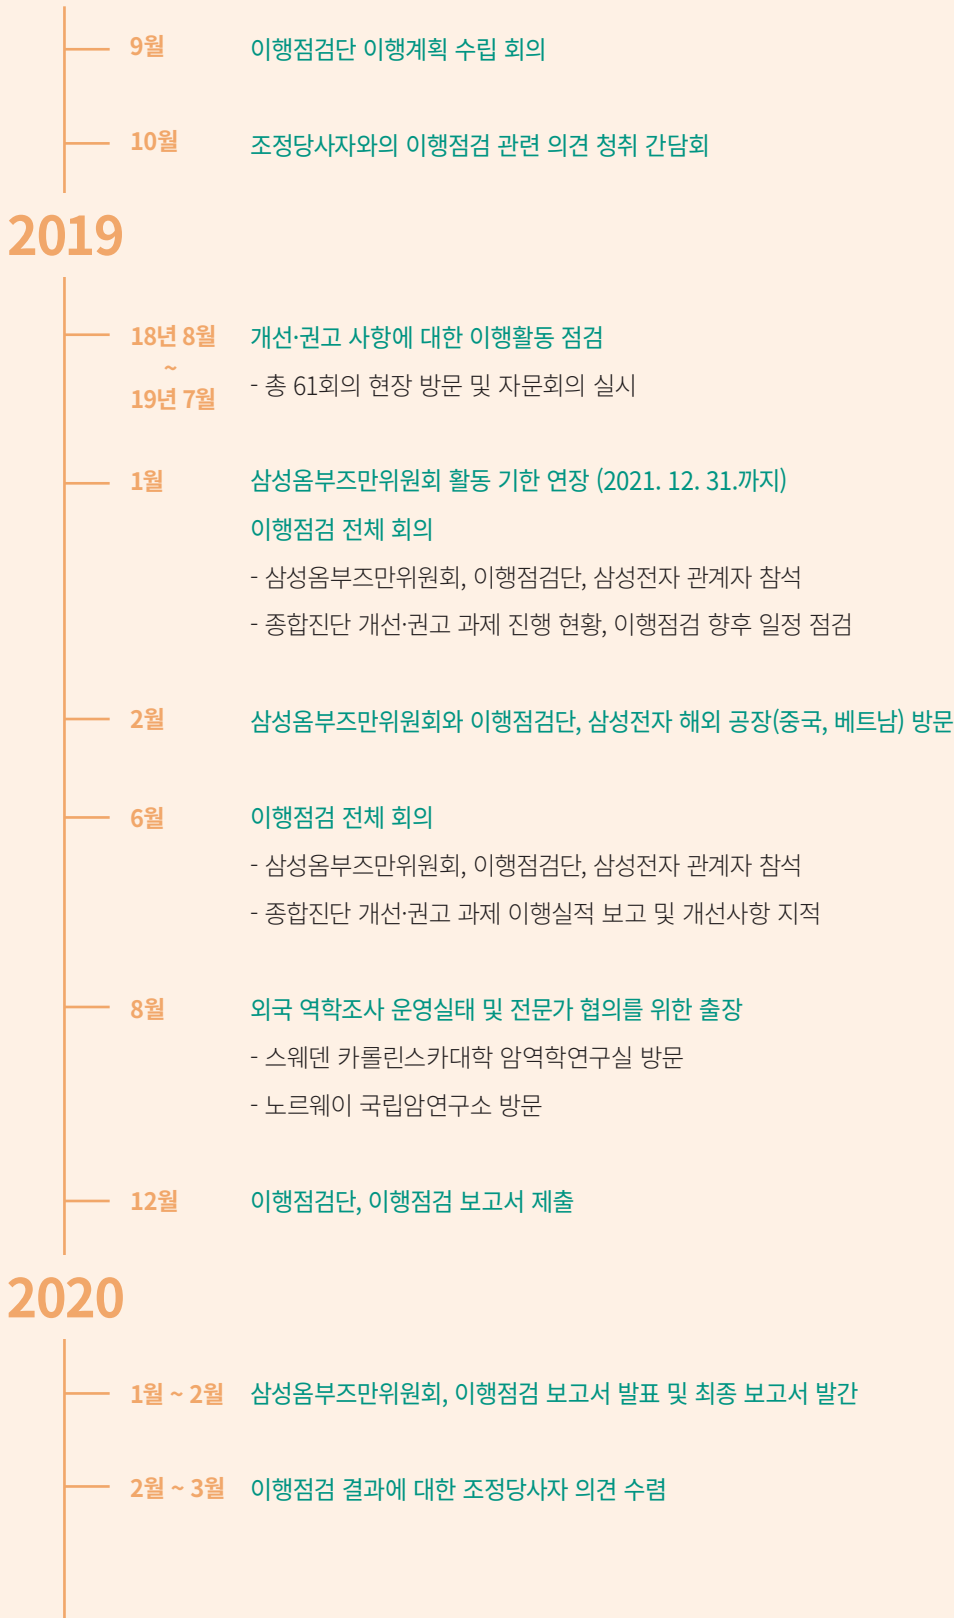 9월 이행점검단 이행계획 수립 회의
10월 조정당사자와의 이행점검 관련 의견 청취 간담회
2019
18년 8월 개선·권고 사항에 대한 이행활동 점검
~
19년 7월 - 총 61회의 현장 방문 및 자문회의 실시
1월 삼성옴부즈만위원회 활동 기한 연장 (2021. 12. 31.까지)
이행점검 전체 회의
- 삼성옴부즈만위원회, 이행점검단, 삼성전자 관계자 참석
- 종합진단 개선·권고 과제 진행 현황, 이행점검 향후 일정 점검
2월 삼성옴부즈만위원회와 이행점검단, 삼성전자 해외 공장(중국, 베트남) 방문
6월 이행점검 전체 회의
- 삼성옴부즈만위원회, 이행점검단, 삼성전자 관계자 참석
- 종합진단 개선·권고 과제 이행실적 보고 및 개선사항 지적
8월 외국 역학조사 운영실태 및 전문가 협의를 위한 출장
- 스웨덴 카롤린스카대학 암역학연구실 방문
- 노르웨이 국립암연구소 방문
12월 이행점검단, 이행점검 보고서 제출
2020
1월 ~ 2월 삼성옴부즈만위원회, 이행점검 보고서 발표 및 최종 보고서 발간
2월 ~ 3월 이행점검 결과에 대한 조정당사자 의견 수렴